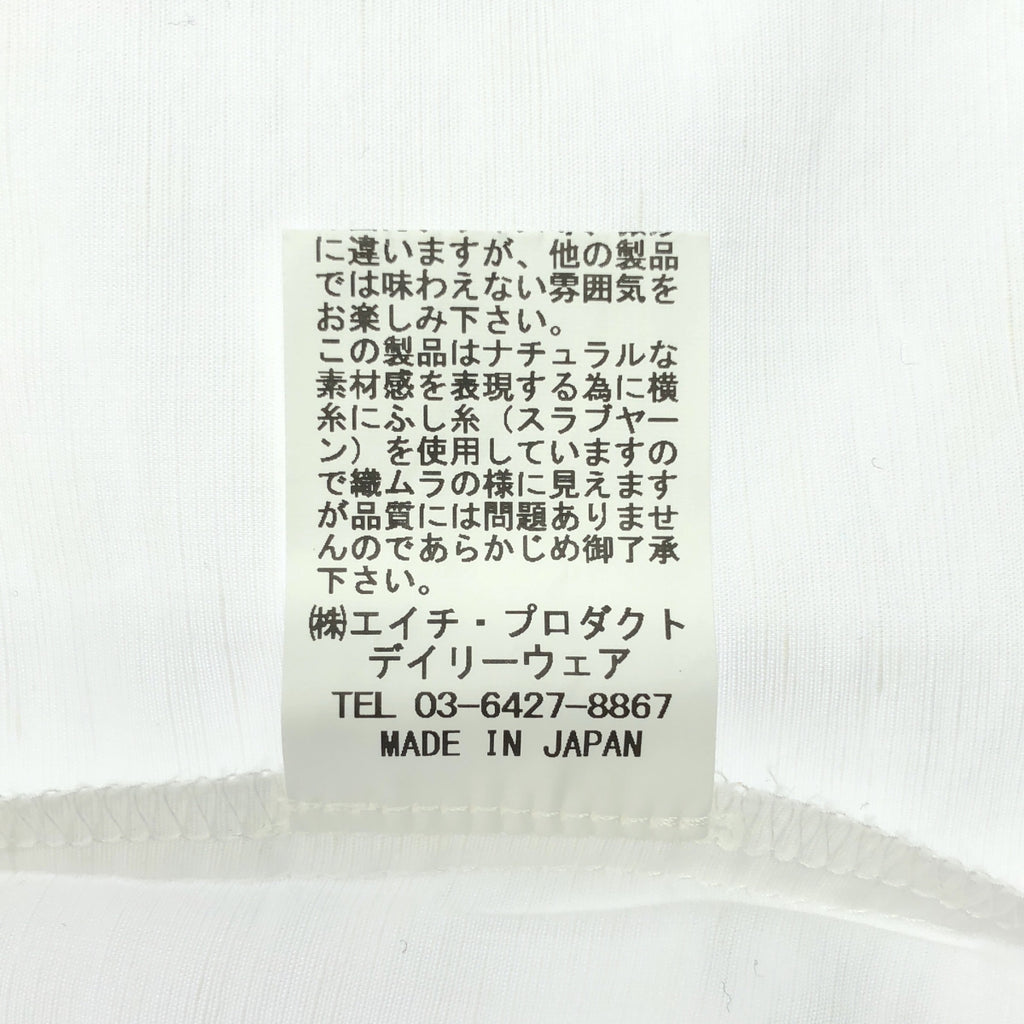 に違いますが、他の製品
では味わえない雰囲気を
お楽しみ下さい。
この製品はナチュラルな
素材感を表現する為に横
糸にふし糸（スラブヤー
ン）を使用していますの
で織ムラの様に見えます
が品質には問題ありませ
んのであらかじめ御了承
下さい。
㈱エイチ・プロダクト
デイリーウェア
TEL 03-6427-8867
MADE IN JAPAN